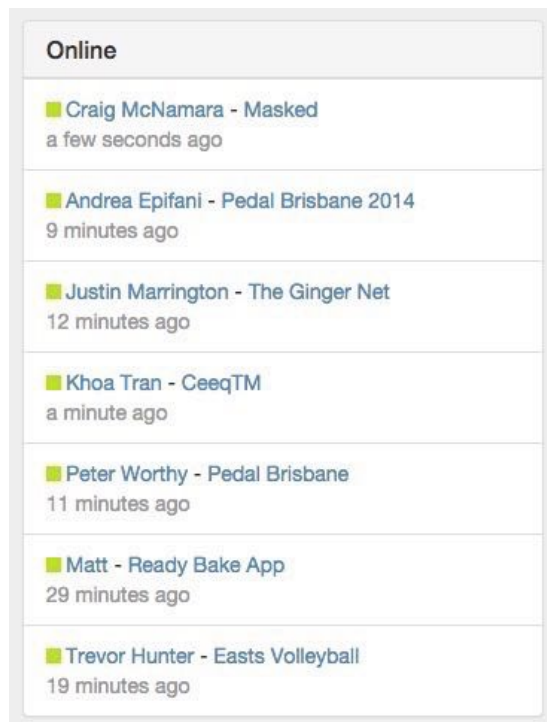 Online
Craig McNamara - Masked
a few seconds ago
Andrea Epifani - Pedal Brisbane 2014
9 minutes ago
Justin Marrington - The Ginger Net
12 minutes ago
Khoa Tran - CeeqTM
a minute ago
Peter Worthy - Pedal Brisbane
11 minutes ago
Matt - Ready Bake App
29 minutes ago
Trevor Hunter - Easts Volleyball
19 minutes ago